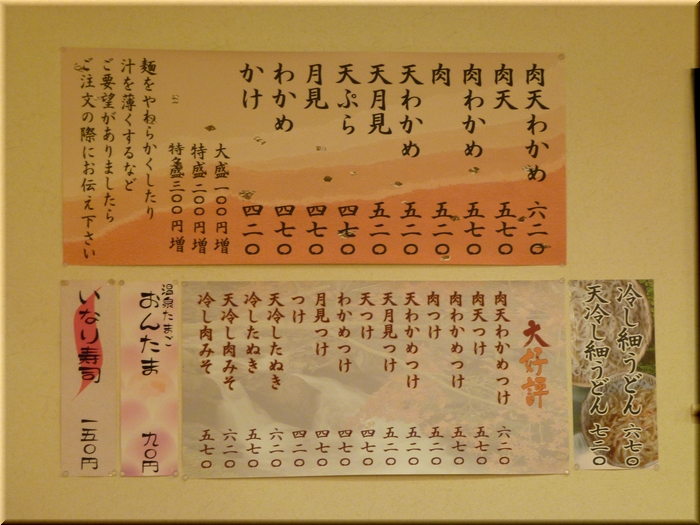 肉天わかめ 六二〇
肉天 五七〇
肉わかめ 五七〇
肉 五二〇
天わかめ 五二〇
天月見 五二〇
天ぷら 四七〇
月見 四七〇
わかめ 四七〇
かけ 四二〇
大盛一〇〇円増
特盛二〇〇円増
特々盛三〇〇円増
麺をやわらかくしたり
汁を薄くするなど
ご要望がありましたら
ご注文の際にお伝え下さい
冷し細うどん 六七〇
天冷し細うどん 七二〇
大好評
肉天わかめつけ 六二〇
肉天つけ 五七〇
肉わかめつけ 五七〇
肉つけ 五二〇
天わかめつけ 五二〇
天月見つけ 五二〇
天つけ 四七〇
わかめつけ 四七〇
月見つけ 四七〇
つけ 四二〇
天冷したぬき 六二〇
冷したぬき 五七〇
天冷し肉みそ 六二〇
冷し肉みそ 五七〇
温泉たまご
おんたま 九〇円
いなり寿司 一五〇円